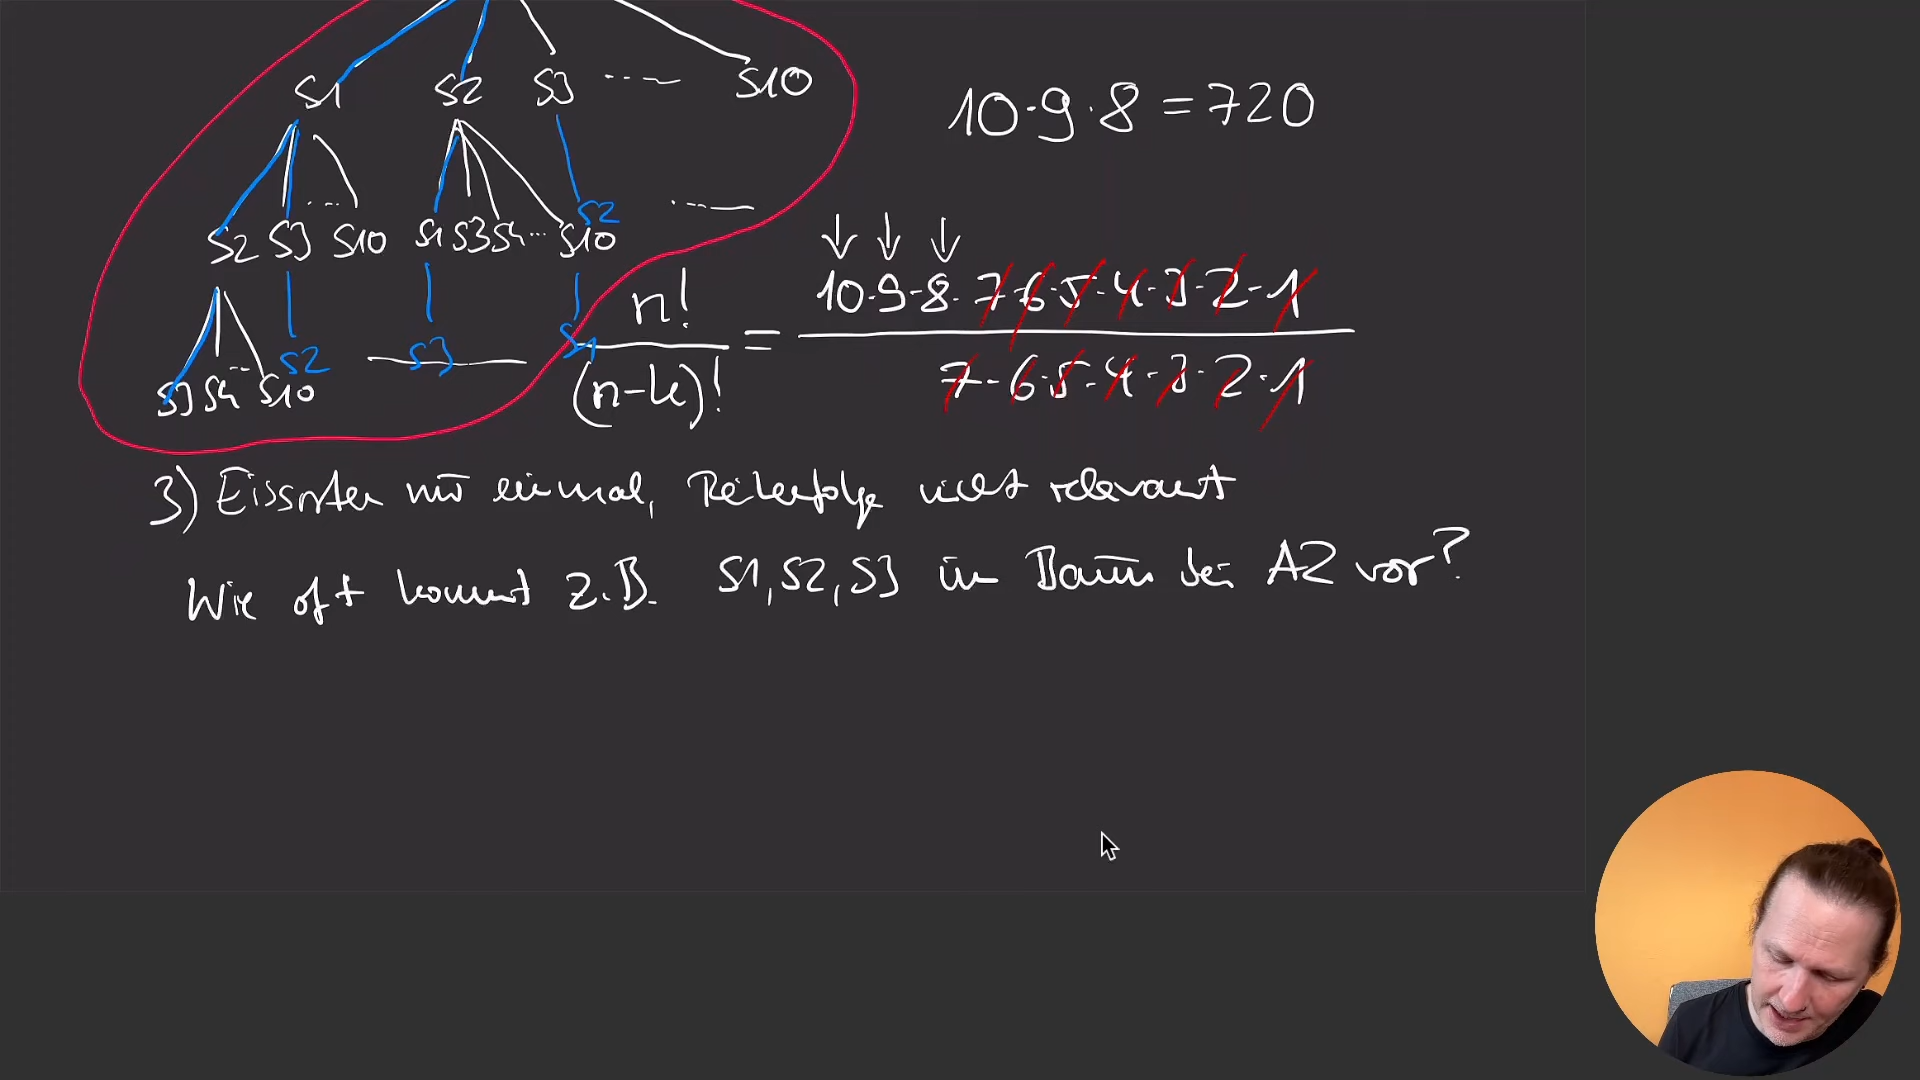 S1 S2 S3 ..... S10
10·9·8 = 720
S2 S3 ... S10 S1 S3 S4 ... S10 S2 .....
S3 S4 ... S10 S2 S3 S1
n! / (n-k)! = 10·9·8·7·6·5·4·3·2·1 / 7·6·5·4·3·2·1
3) Eissorten nur einmal, Reihenfolge nicht relevant
Wie oft kommt z.B. S1, S2, S3 im Baum bei A2 vor?